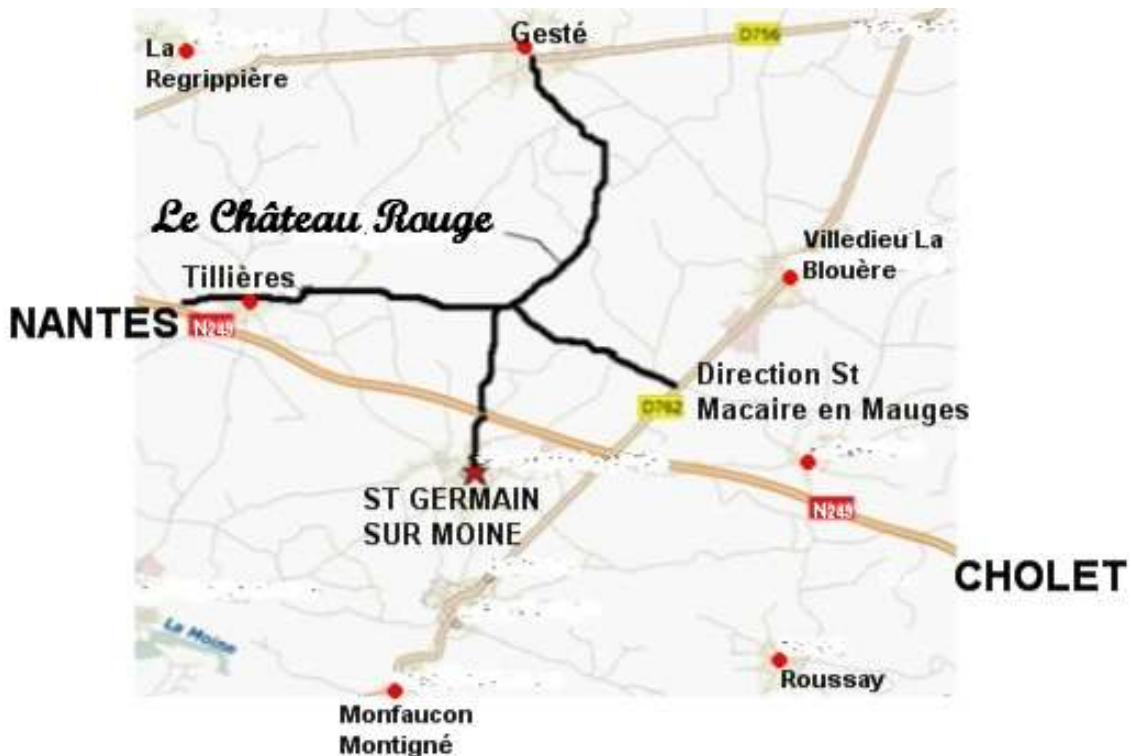 Gesté
D756
La
Regrippière
Le Château Rouge
Villedieu La
Blouère
Tillières
NANTES
N249
Direction St
Macaire en Mauges
D762
ST GERMAIN
SUR MOINE
N249
CHOLET
La Moine
Roussay
Monfaucon
Montigné